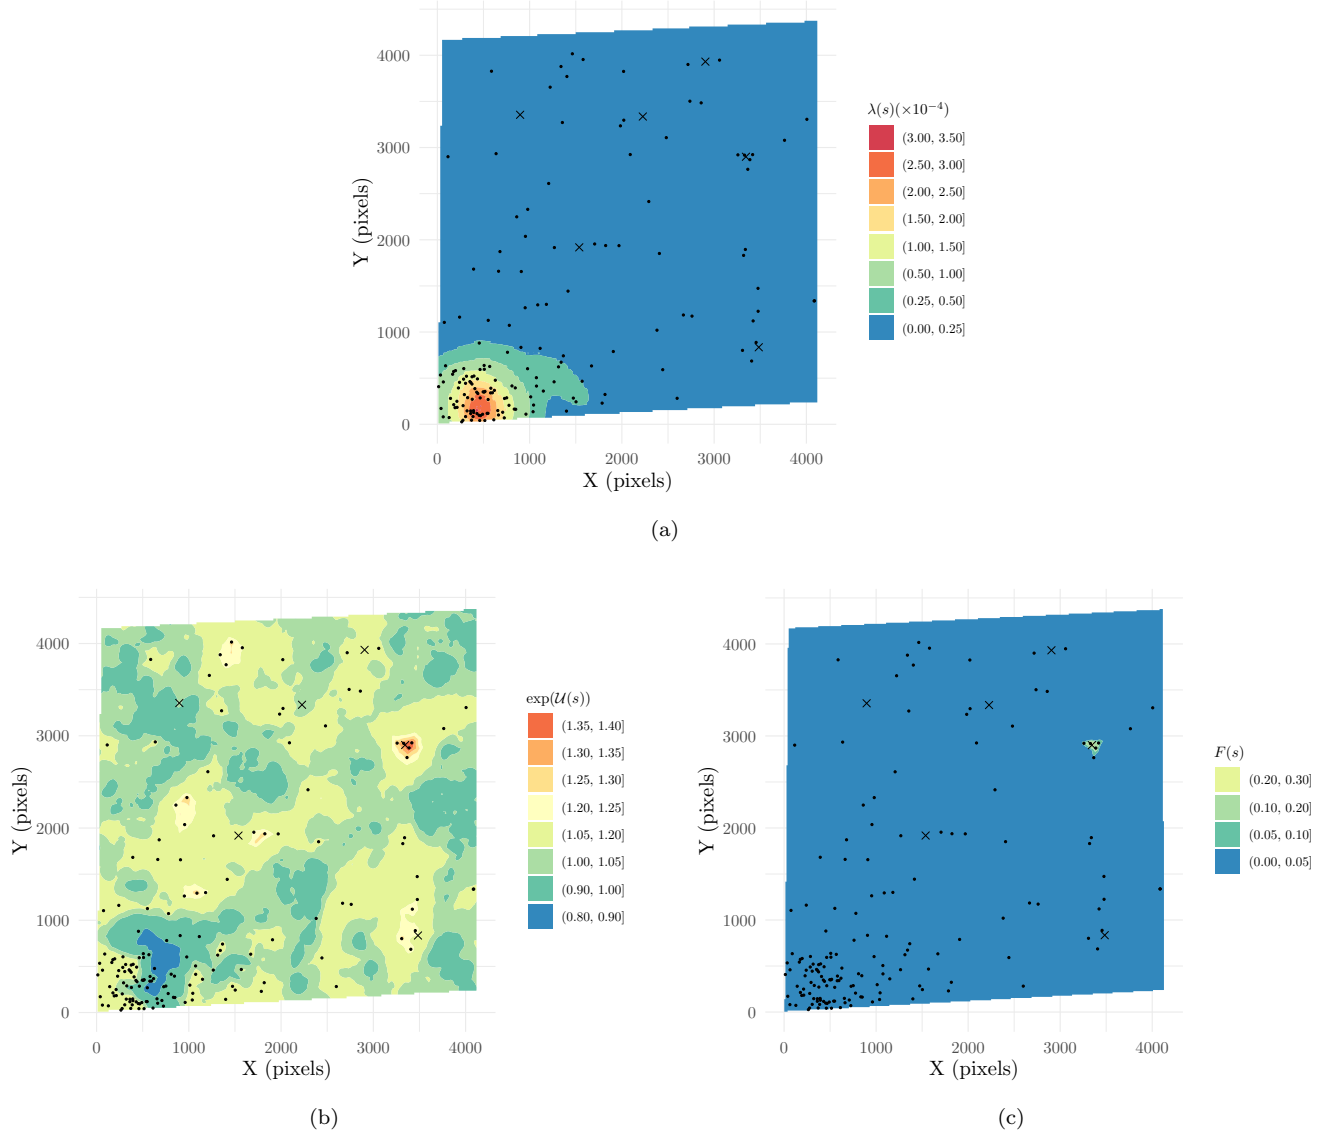 4000
3000
2000
1000
0
Y (pixels)
0 1000 2000 3000 4000
X (pixels)
λ(s)(×10⁻⁴)
(3.00, 3.50]
(2.50, 3.00]
(2.00, 2.50]
(1.50, 2.00]
(1.00, 1.50]
(0.50, 1.00]
(0.25, 0.50]
(0.00, 0.25]
(a)
4000
3000
2000
1000
0
Y (pixels)
0 1000 2000 3000 4000
X (pixels)
exp(𝒰(s))
(1.35, 1.40]
(1.30, 1.35]
(1.25, 1.30]
(1.20, 1.25]
(1.05, 1.20]
(1.00, 1.05]
(0.90, 1.00]
(0.80, 0.90]
(b)
4000
3000
2000
1000
0
Y (pixels)
0 1000 2000 3000 4000
X (pixels)
F(s)
(0.20, 0.30]
(0.10, 0.20]
(0.05, 0.10]
(0.00, 0.05]
(c)